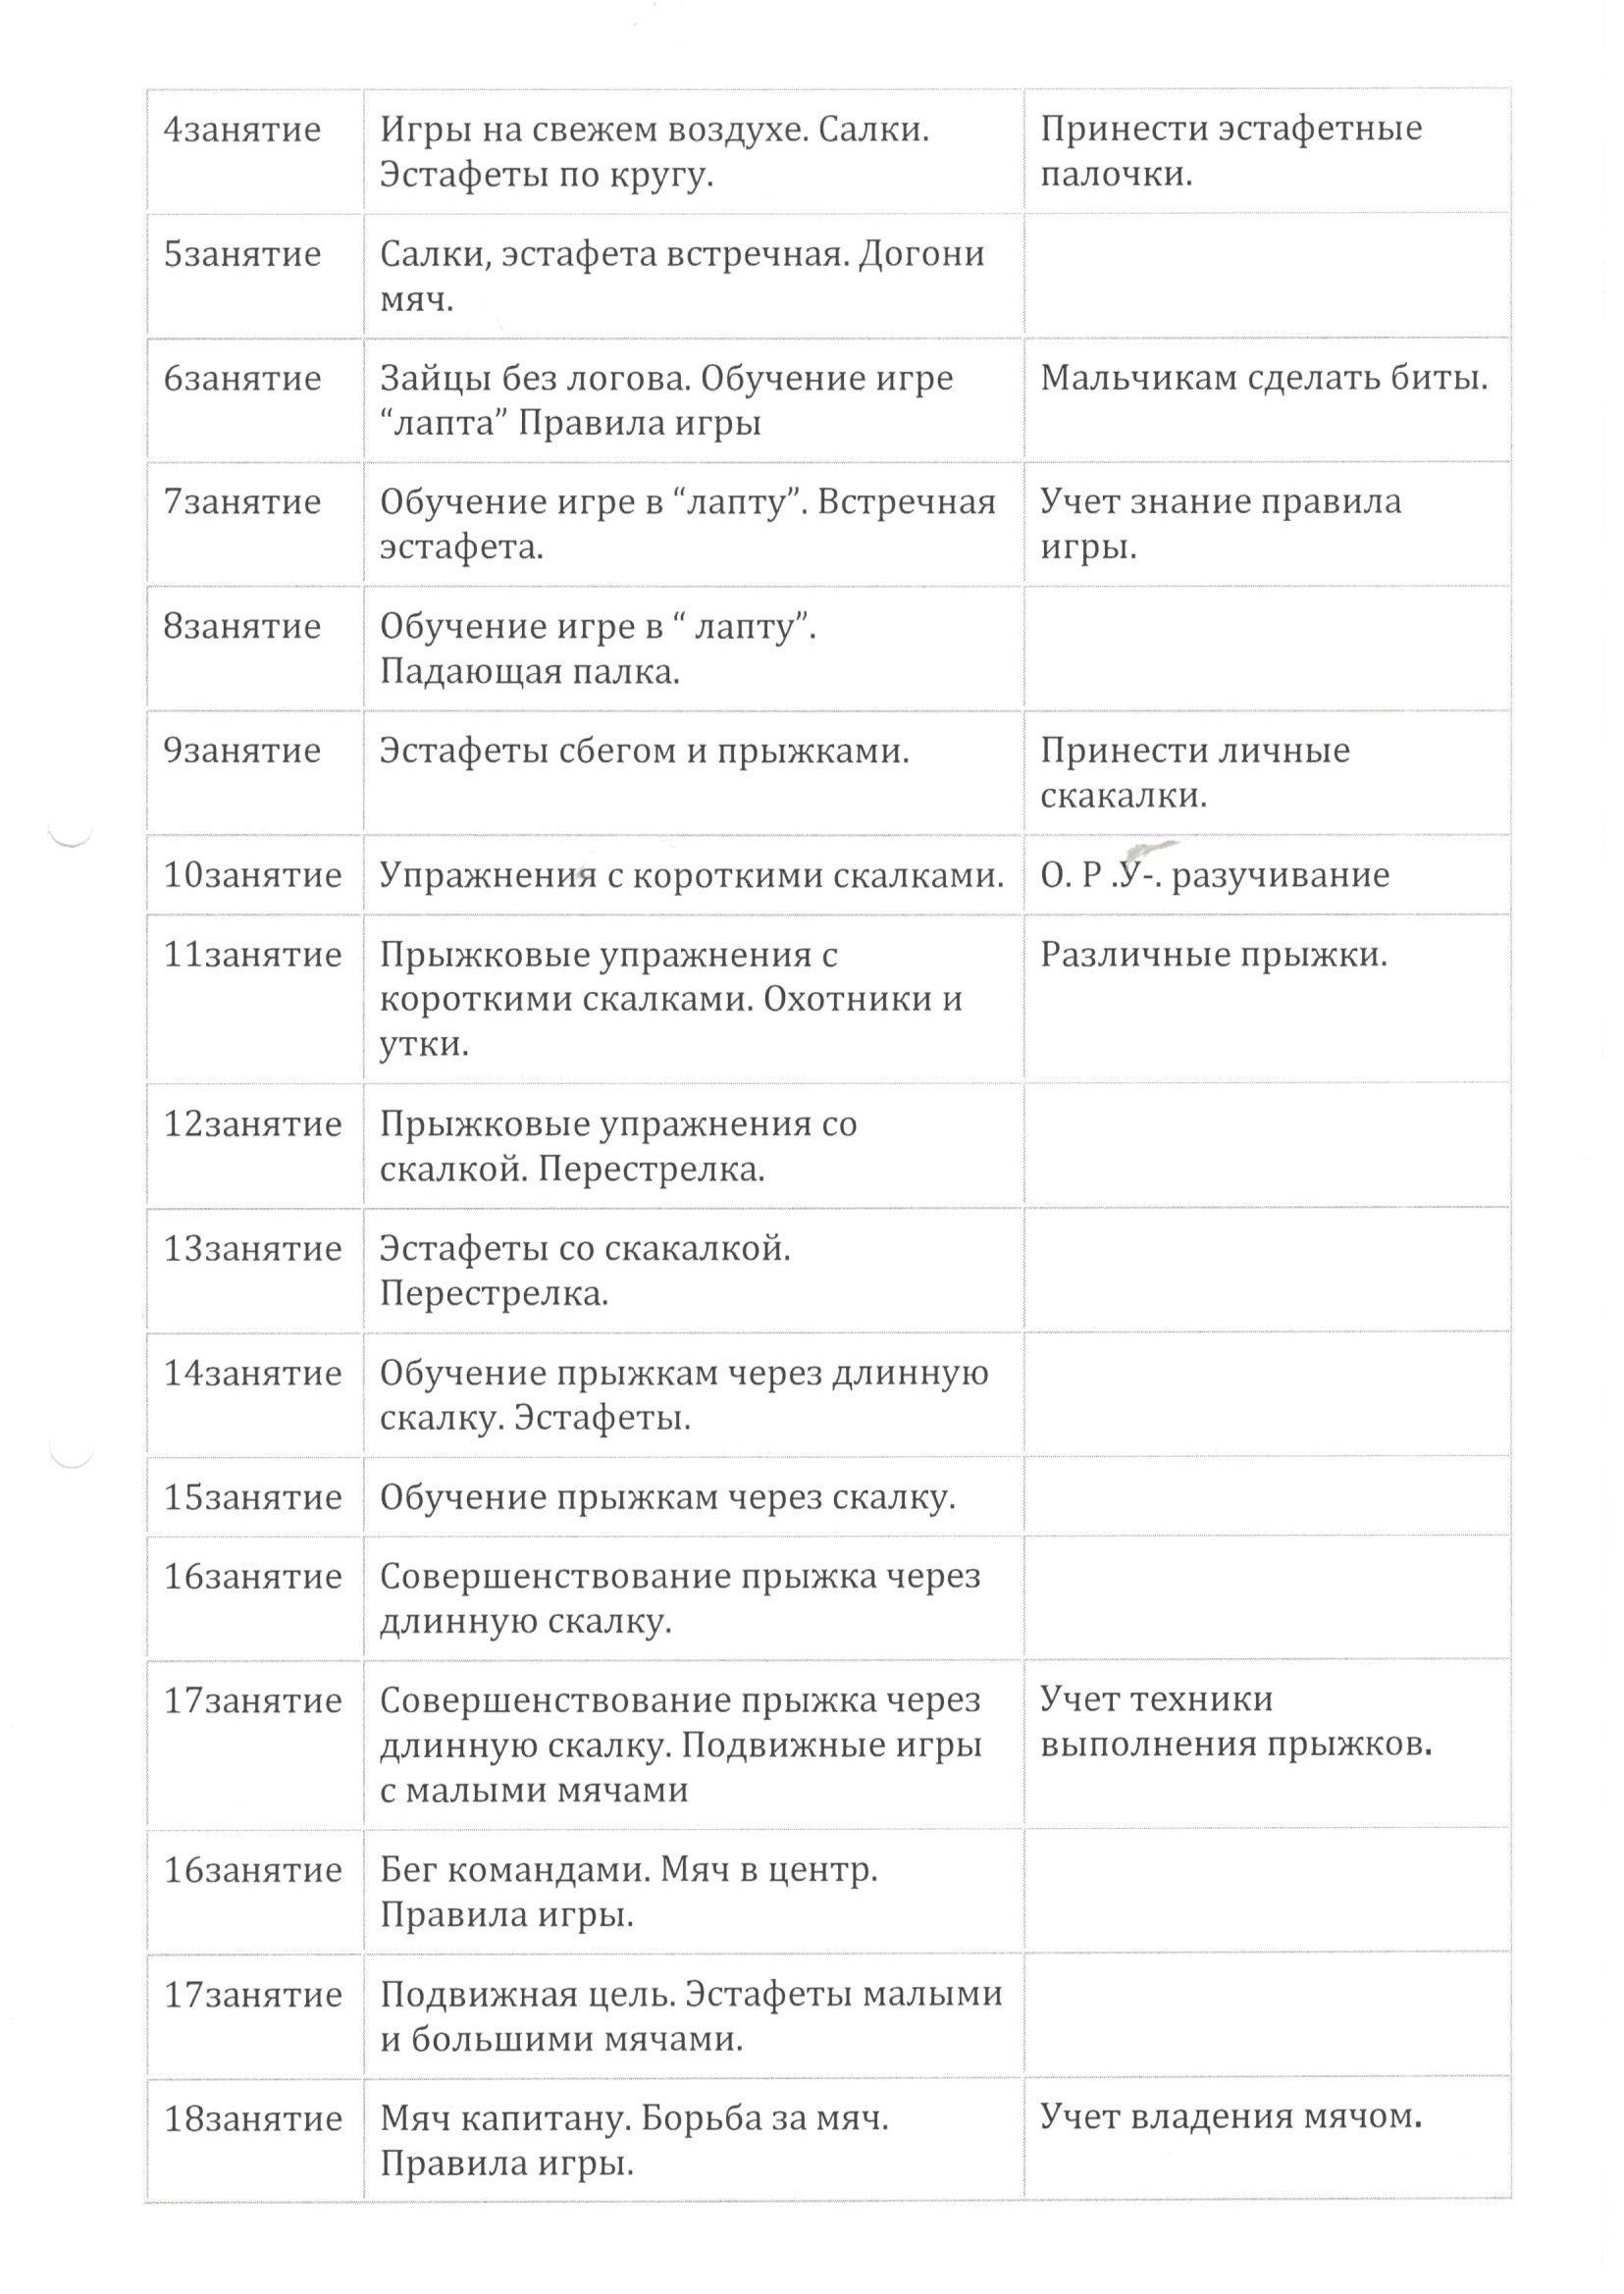 4занятие
Игры на свежем воздухе. Салки.
Эстафеты по кругу.
Принести эстафетные
палочки.
5занятие
Салки, эстафета встречная. Догони
мяч.
6занятие
Зайцы без логова. Обучение игре
“лапта” Правила игры
Мальчикам сделать биты.
7занятие
Обучение игре в “лапту”. Встречная
эстафета.
Учет знание правила
игры.
8занятие
Обучение игре в “ лапту”.
Падающая палка.
9занятие
Эстафеты сбегом и прыжками.
Принести личные
скакалки.
10занятие
Упражнения с короткими скалками.
О. Р .У-. разучивание
11занятие
Прыжковые упражнения с
короткими скалками. Охотники и
утки.
Различные прыжки.
12занятие
Прыжковые упражнения со
скалкой. Перестрелка.
13занятие
Эстафеты со скакалкой.
Перестрелка.
14занятие
Обучение прыжкам через длинную
скалку. Эстафеты.
15занятие
Обучение прыжкам через скалку.
16занятие
Совершенствование прыжка через
длинную скалку.
17занятие
Совершенствование прыжка через
длинную скалку. Подвижные игры
с малыми мячами
Учет техники
выполнения прыжков.
16занятие
Бег командами. Мяч в центр.
Правила игры.
17занятие
Подвижная цель. Эстафеты малыми
и большими мячами.
18занятие
Мяч капитану. Борьба за мяч.
Правила игры.
Учет владения мячом.